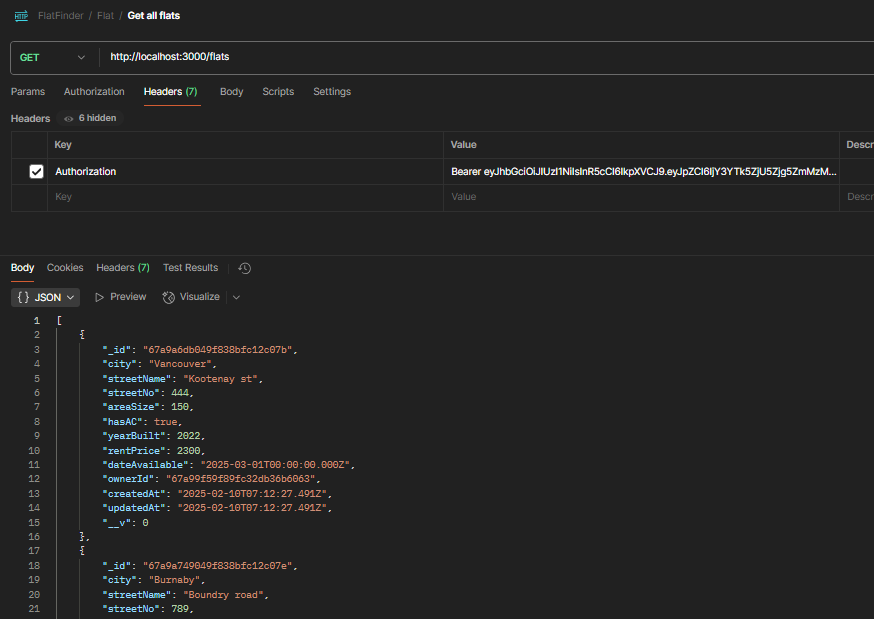 HTTP FlatFinder / Flat / Get all flats
GET http://localhost:3000/flats
Params Authorization Headers (7) Body Scripts Settings
Headers 6 hidden
Key Value Descr
Authorization Bearer eyJhbGciOiJIUzI1NiIsInR5cCI6IkpXVCJ9.eyJpZCI6IjY3YTk5ZjU5Zjg5ZmMzM...
Key Value Descr
Body Cookies Headers (7) Test Results
{} JSON Preview Visualize
1 [
2 {
3 "_id": "67a9a6db049f838bfc12c07b",
4 "city": "Vancouver",
5 "streetName": "Kootenay st",
6 "streetNo": 444,
7 "areaSize": 150,
8 "hasAC": true,
9 "yearBuilt": 2022,
10 "rentPrice": 2300,
11 "dateAvailable": "2025-03-01T00:00:00.000Z",
12 "ownerId": "67a99f59f89fc32db36b6063",
13 "createdAt": "2025-02-10T07:12:27.491Z",
14 "updatedAt": "2025-02-10T07:12:27.491Z",
15 "__v": 0
16 },
17 {
18 "_id": "67a9a749049f838bfc12c07e",
19 "city": "Burnaby",
20 "streetName": "Boundry road",
21 "streetNo": 789,